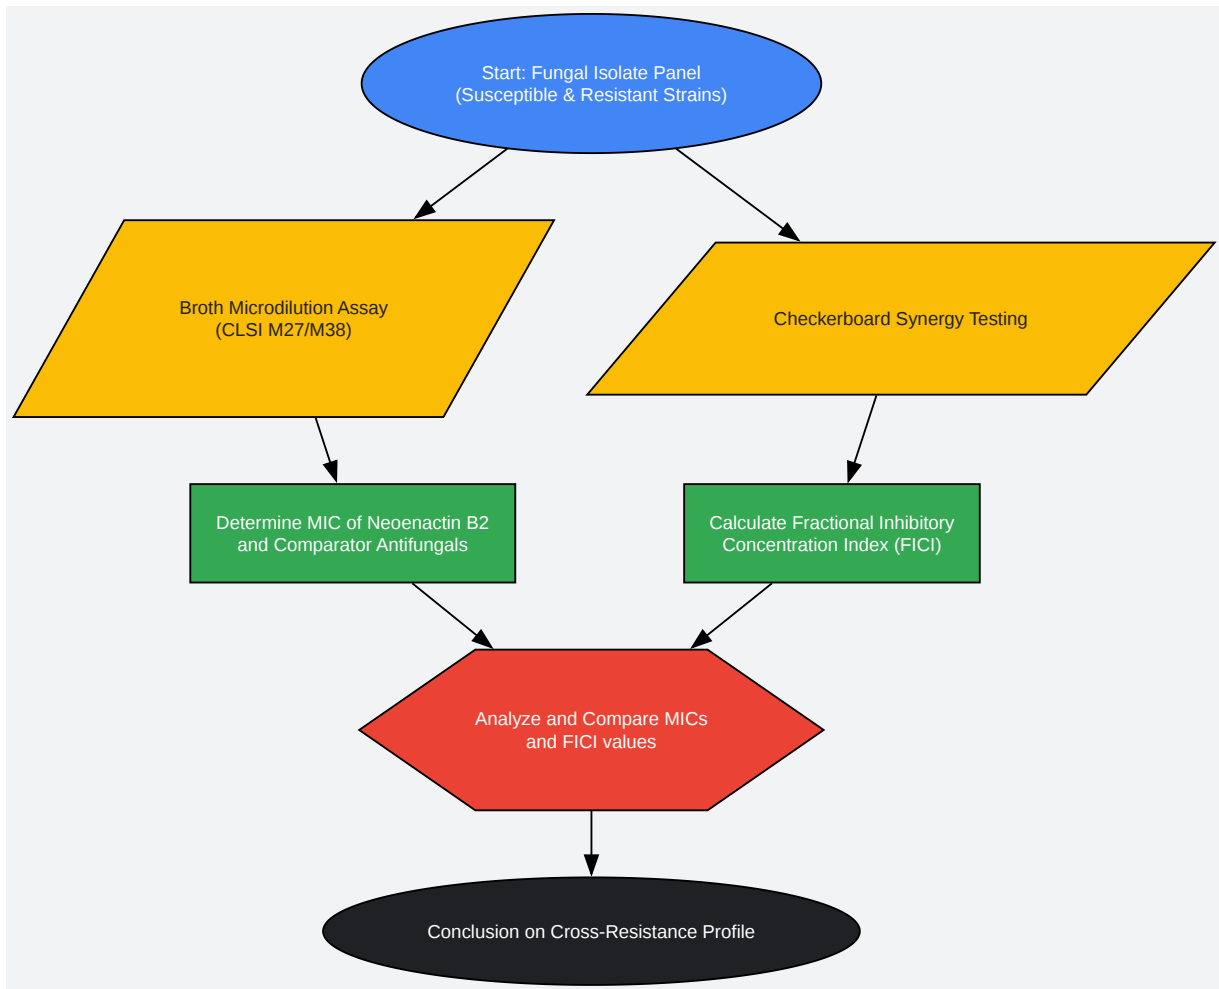 Start: Fungal Isolate Panel
(Susceptible & Resistant Strains)
Broth Microdilution Assay
(CLSI M27/M38)
Checkerboard Synergy Testing
Determine MIC of Neoenactin B2
and Comparator Antifungals
Calculate Fractional Inhibitory
Concentration Index (FICI)
Analyze and Compare MICs
and FICI values
Conclusion on Cross-Resistance Profile